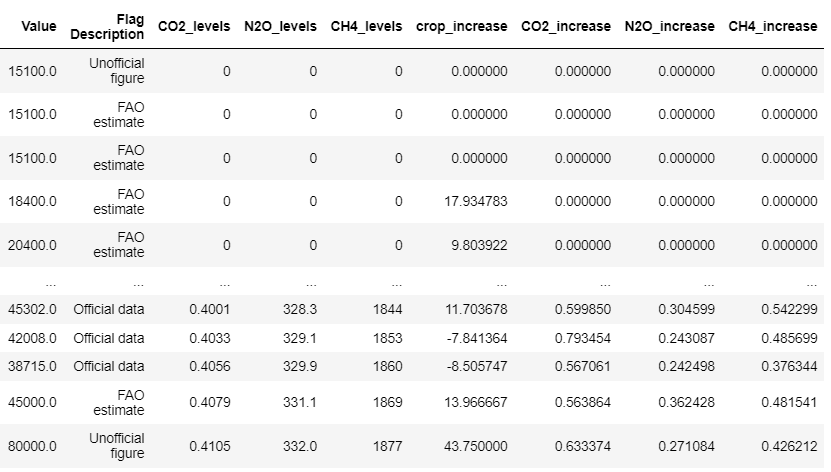 Value Flag Description CO2_levels N2O_levels CH4_levels crop_increase CO2_increase N2O_increase CH4_increase
15100.0 Unofficial figure 0 0 0 0.000000 0.000000 0.000000 0.000000
15100.0 FAO estimate 0 0 0 0.000000 0.000000 0.000000 0.000000
15100.0 FAO estimate 0 0 0 0.000000 0.000000 0.000000 0.000000
18400.0 FAO estimate 0 0 0 17.934783 0.000000 0.000000 0.000000
20400.0 FAO estimate 0 0 0 9.803922 0.000000 0.000000 0.000000
... ... ... ... ... ... ... ... ...
45302.0 Official data 0.4001 328.3 1844 11.703678 0.599850 0.304599 0.542299
42008.0 Official data 0.4033 329.1 1853 -7.841364 0.793454 0.243087 0.485699
38715.0 Official data 0.4056 329.9 1860 -8.505747 0.567061 0.242498 0.376344
45000.0 FAO estimate 0.4079 331.1 1869 13.966667 0.563864 0.362428 0.481541
80000.0 Unofficial figure 0.4105 332.0 1877 43.750000 0.633374 0.271084 0.426212